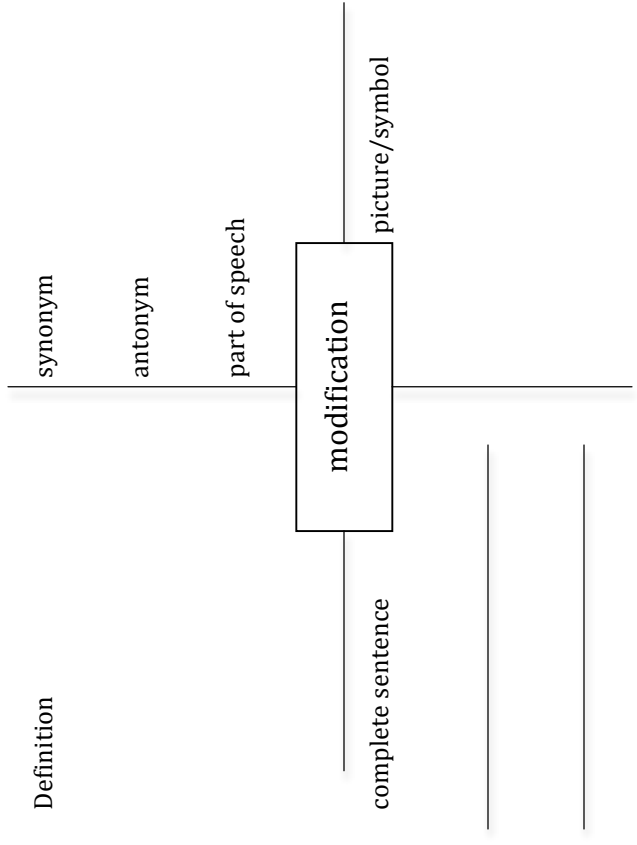 Definition
synonym
antonym
part of speech
modification
complete sentence
picture/symbol